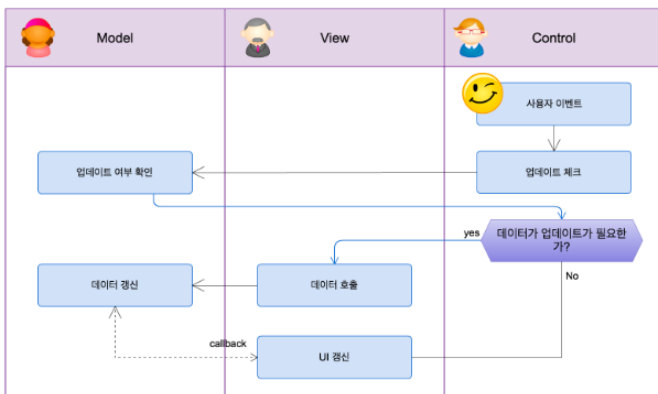 Model
View
Control
사용자 이벤트
업데이트 여부 확인
업데이트 체크
yes
데이터가 업데이트가 필요한
가?
데이터 갱신
데이터 호출
No
callback
UI 갱신